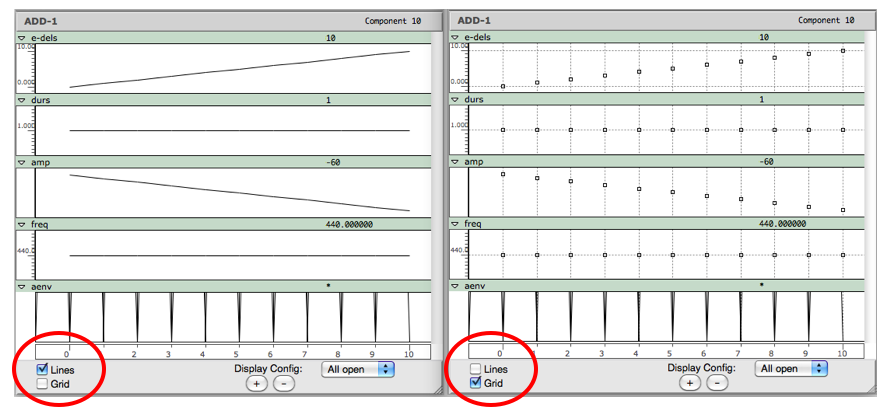 ADD-1 Component 10
e-dels 10
10.00
0.000
durs 1
1.000
amp -60
freq 440.000000
440.0
aenv *
0 1 2 3 4 5 6 7 8 9 10
Lines
Grid
Display Config: All open
+ -
ADD-1 Component 10
e-dels 10
10.00
0.000
durs 1
1.000
amp -60
freq 440.000000
440.0
aenv *
0 1 2 3 4 5 6 7 8 9 10
Lines
Grid
Display Config: All open
+ -